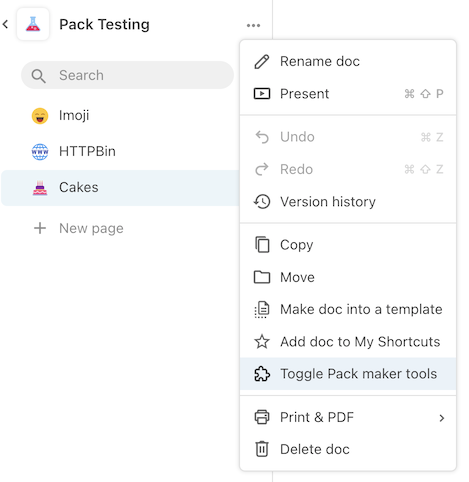 Pack Testing
Search
Imoji
HTTPBin
Cakes
New page
Rename doc
Present ⌘ ⇧ P
Undo ⌘ Z
Redo ⌘ ⇧ Z
Version history
Copy
Move
Make doc into a template
Add doc to My Shortcuts
Toggle Pack maker tools
Print & PDF
Delete doc